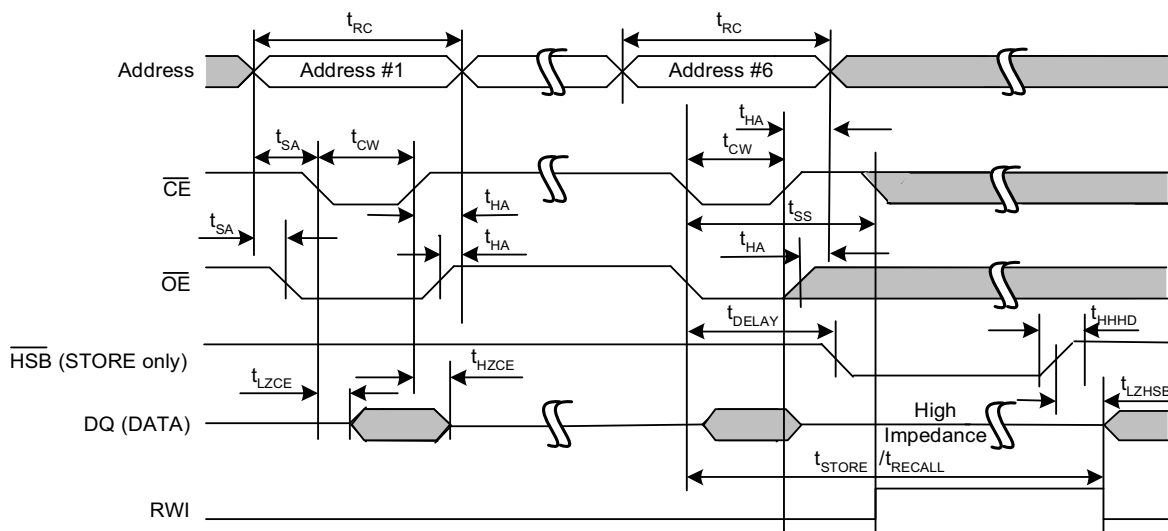 tRC tRC
Address Address #1 Address #6
tHA
tSA tCW tCW
CE
tSA tHA tSS
tHA tHA
OE
tDELAY tHHHD
HSB (STORE only)
tHZCE
tLZCE tLZHSB
DQ (DATA) High
Impedance
tSTORE /tRECALL
RWI